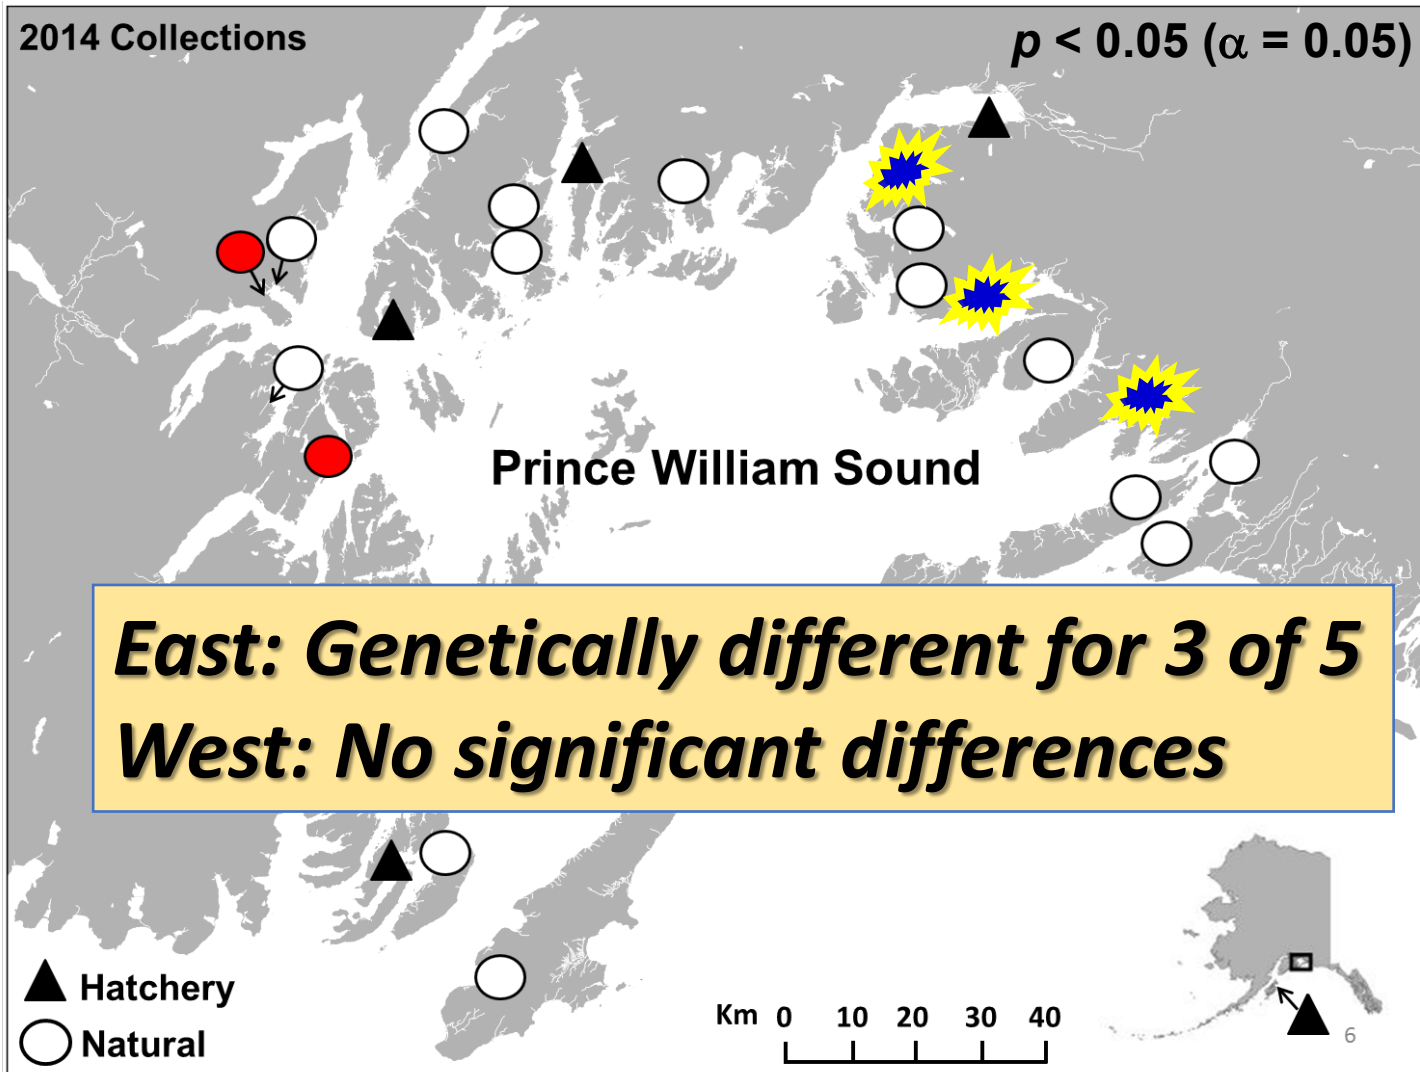 2014 Collections
p < 0.05 (α = 0.05)
Prince William Sound
East: Genetically different for 3 of 5
West: No significant differences
Hatchery
Natural
Km 0 10 20 30 40
6